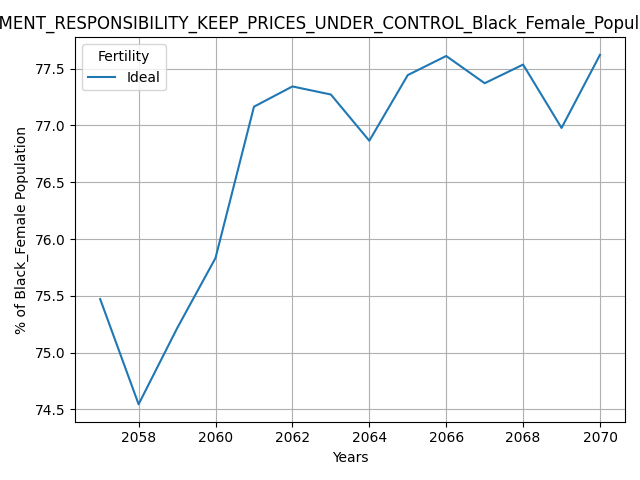 MENT_RESPONSIBILITY_KEEP_PRICES_UNDER_CONTROL_Black_Female_Popul
Fertility
Ideal
77.5
77.0
76.5
76.0
75.5
75.0
74.5
% of Black_Female Population
2058 2060 2062 2064 2066 2068 2070
Years